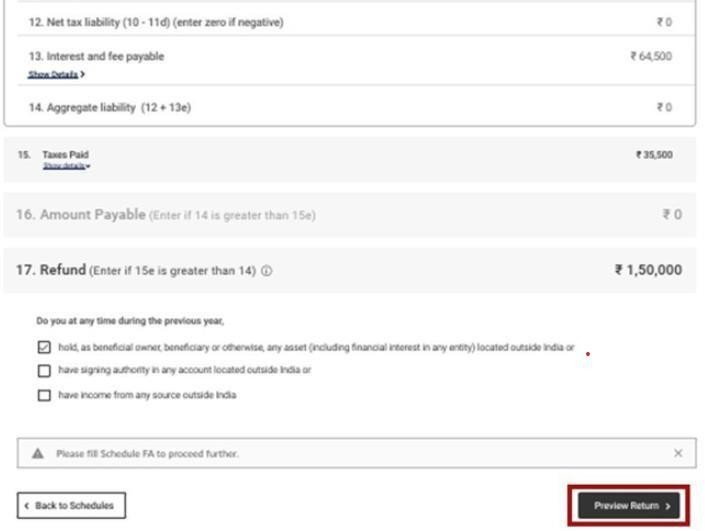 12. Net tax liability (10 - 11d) (enter zero if negative) ₹ 0
13. Interest and fee payable ₹ 64,500
Show Details >
14. Aggregate liability (12 + 13e) ₹ 0
15. Taxes Paid ₹ 35,500
Show details
16. Amount Payable (Enter if 14 is greater than 15e) ₹ 0
17. Refund (Enter if 15e is greater than 14) ₹ 1,50,000
Do you at any time during the previous year,
hold, as beneficial owner, beneficiary or otherwise, any asset (including financial interest in any entity) located outside India or
have signing authority in any account located outside India or
have income from any source outside India
Please fill Schedule FA to proceed further.
< Back to Schedules Preview Return >